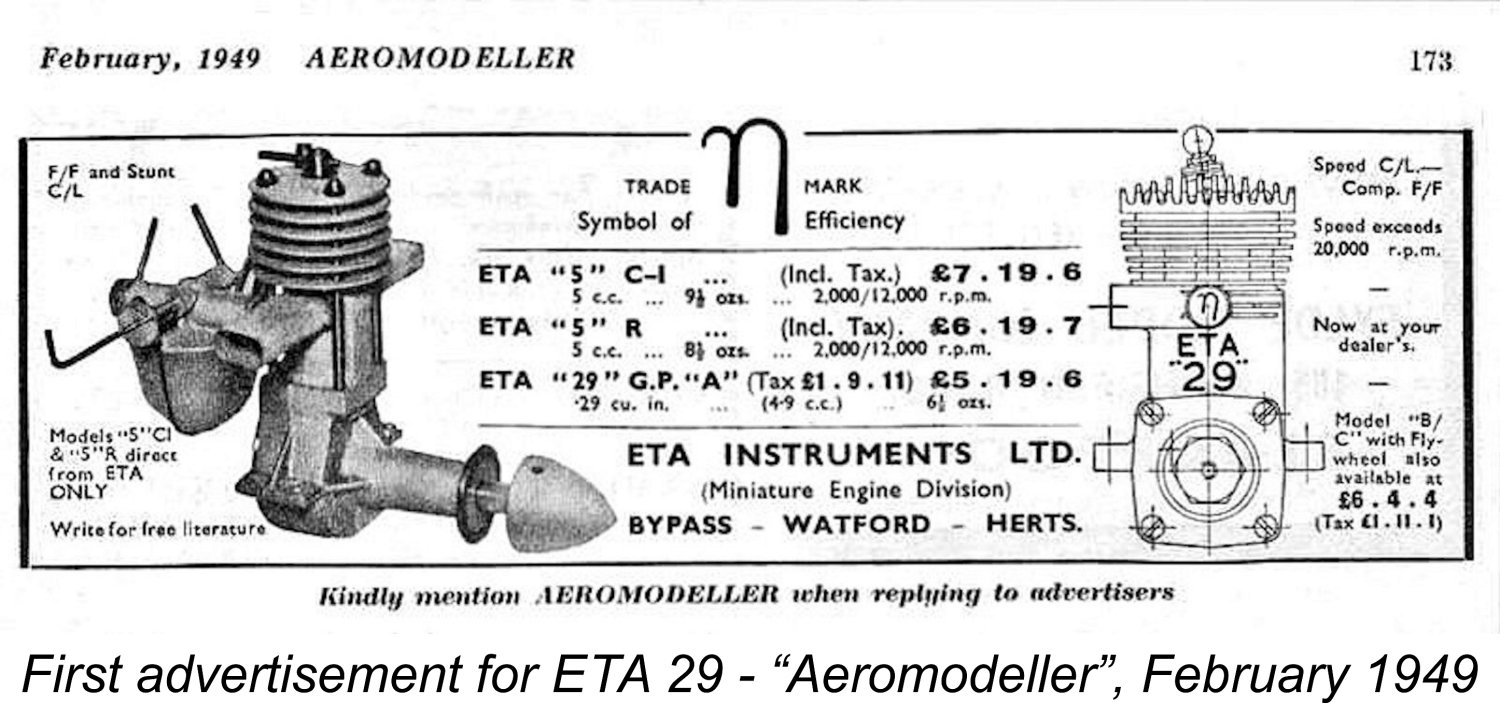 February, 1949 AEROMODELLER 173
F/F and Stunt
C/L
Models "5"CI
& "5"R direct
from ETA
ONLY
Write for free literature
η
TRADE MARK
Symbol of Efficiency
ETA "5" C-I ... (Incl. Tax.) £7.19.6
5 c.c. ... 9½ ozs. ... 2,000/12,000 r.p.m.
ETA "5" R ... (Incl. Tax). £6.19.7
5 c.c. ... 8½ ozs. ... 2,000/12,000 r.p.m.
ETA "29" G.P. "A" (Tax £1.9.11) £5.19.6
·29 cu. in. ... (4·9 c.c.) ... 6½ ozs.
ETA INSTRUMENTS LTD.
(Miniature Engine Division)
BYPASS - WATFORD - HERTS.
η
ETA
"29"
Speed C/L.—
Comp. F/F
Speed exceeds
20,000 r.p.m.
—
Now at your
dealer's.
—
Model "B/
C" with Fly-
wheel also
available at
£6.4.4
(Tax £1.11.1)
Kindly mention AEROMODELLER when replying to advertisers
First advertisement for ETA 29 - “Aeromodeller”, February 1949